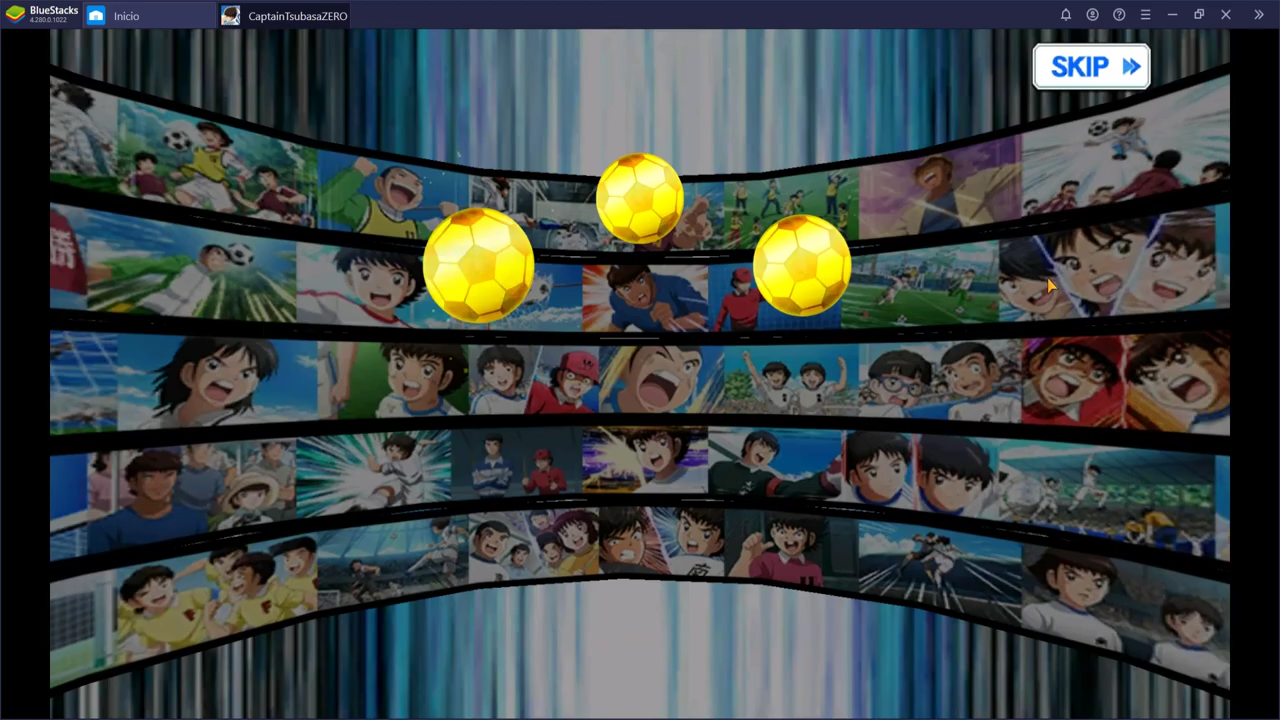 BlueStacks
4.280.0.1022
Inicio
CaptainTsubasaZERO
SKIP